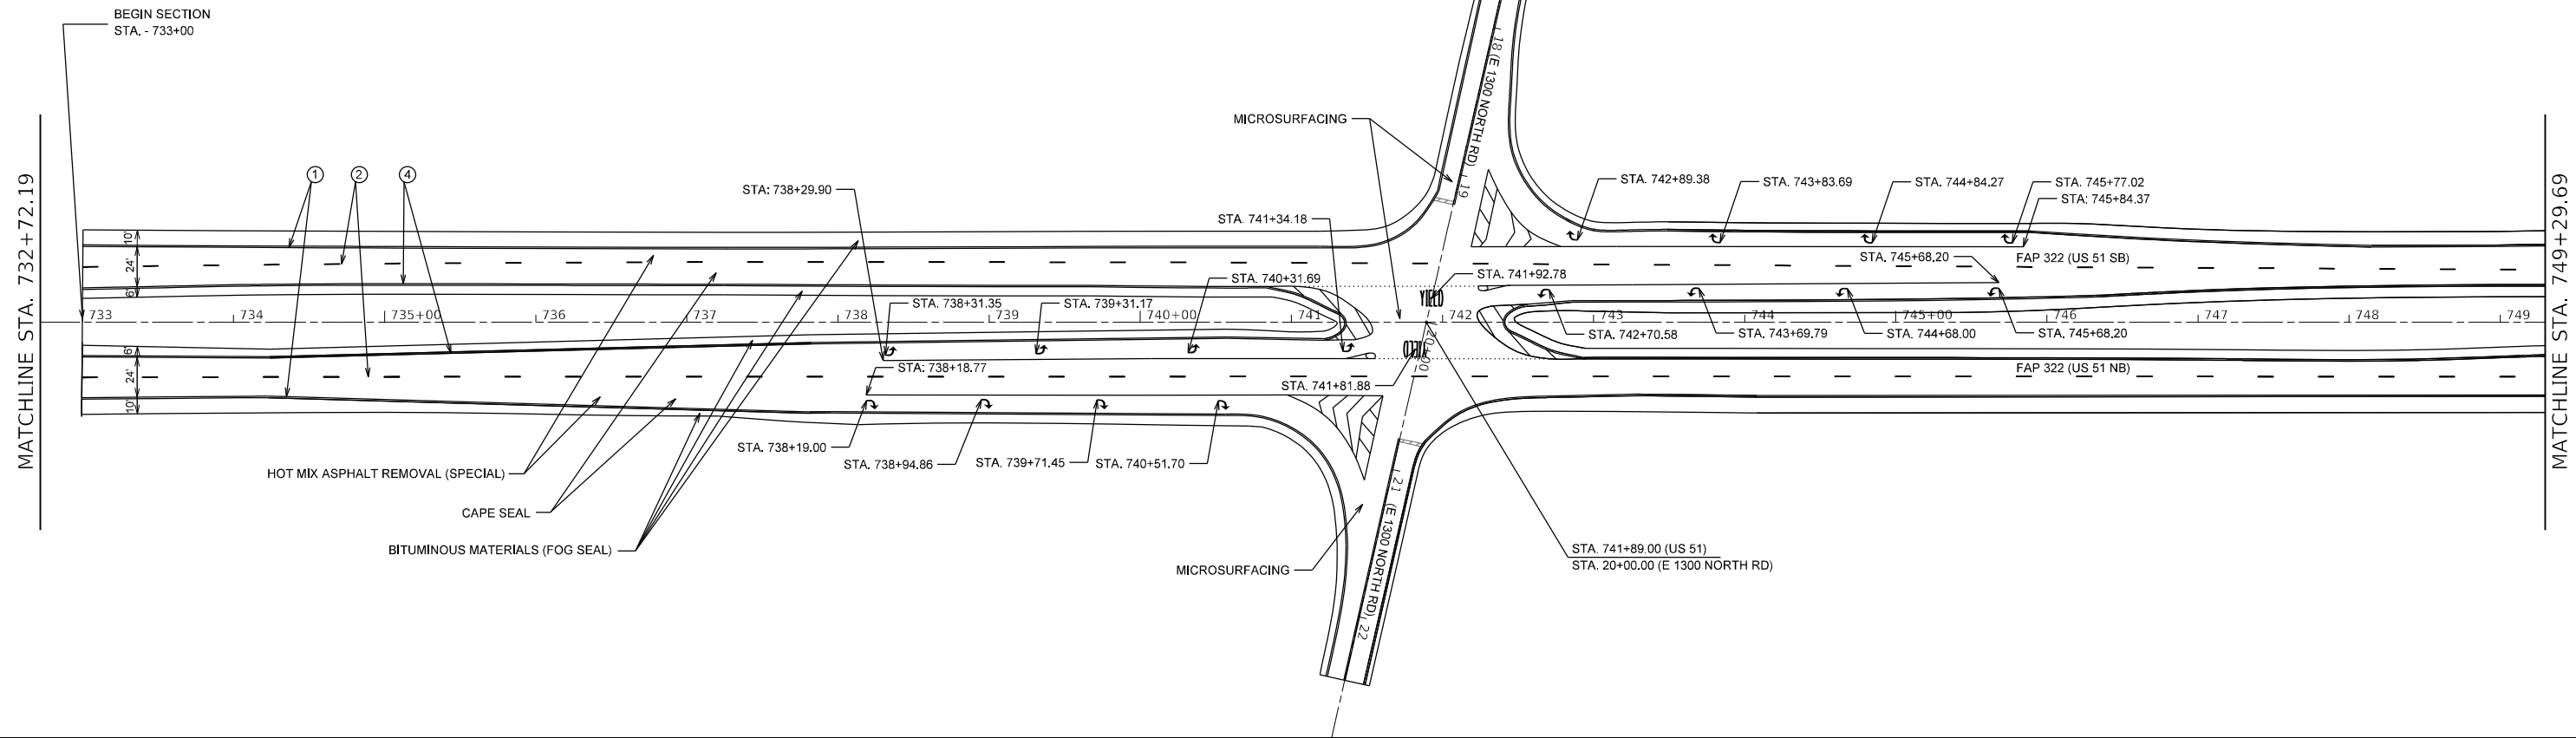 BEGIN SECTION
STA. - 733+00
MATCHLINE STA. 732+72.19
MATCHLINE STA. 749+29.69
18 (E 1300 NORTH RD)
19
MICROSURFACING
1
2
4
STA: 738+29.90
STA. 741+34.18
STA. 742+89.38
STA. 743+83.69
STA. 744+84.27
STA. 745+77.02
STA: 745+84.37
10'
24'
6'
STA. 740+31.69
STA. 741+92.78
STA. 745+68.20
FAP 322 (US 51 SB)
YIELD
STA. 738+31.35
STA. 739+31.17
733
734
735+00
736
737
738
739
740+00
741
742
743
744
745+00
746
747
748
749
STA. 742+70.58
STA. 743+69.79
STA. 744+68.00
STA. 745+68.20
20+00
YIELD
6'
24'
10'
STA: 738+18.77
STA. 741+81.88
FAP 322 (US 51 NB)
STA. 738+19.00
STA. 738+94.86
STA. 739+71.45
STA. 740+51.70
HOT MIX ASPHALT REMOVAL (SPECIAL)
CAPE SEAL
BITUMINOUS MATERIALS (FOG SEAL)
MICROSURFACING
21 (E 1300 NORTH RD)
22
STA. 741+89.00 (US 51)
STA. 20+00.00 (E 1300 NORTH RD)